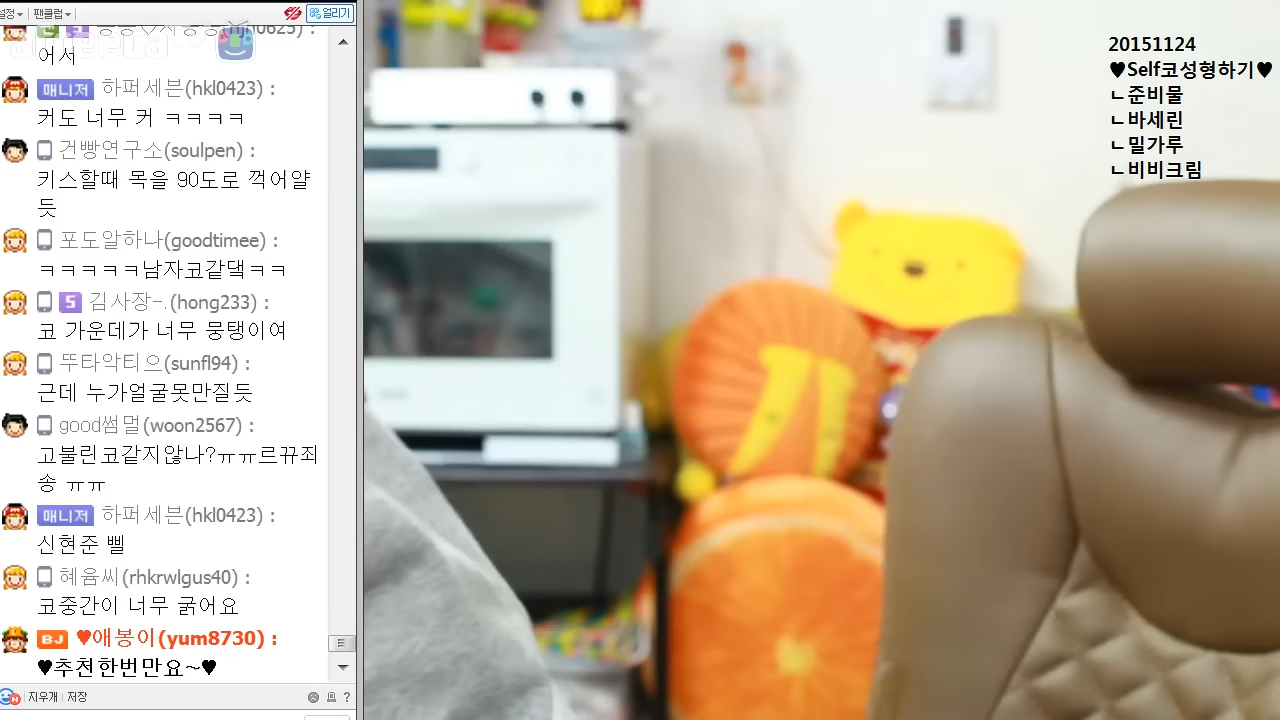 설정
팬클럽
얼리기
(njh0625) :
어서
매니저 하퍼세븐(hkl0423) :
커도 너무 커 ㅋㅋㅋㅋ
건빵연구소(soulpen) :
키스할때 목을 90도로 꺽어얄
듯
포도알하나(goodtimee) :
ㅋㅋㅋㅋㅋ남자코같댘ㅋㅋ
S 김사장-.(hong233) :
코 가운데가 너무 뭉탱이여
뚜타악티으(sunfl94) :
근데 누가얼굴못만질듯
good썸멀(woon2567) :
고불린코같지않나?ㅠㅠ르뀨죄
송 ㅠㅠ
매니저 하퍼세븐(hkl0423) :
신현준 삘
혜윰씨(rhkrwlgus40) :
코중간이 너무 굵어요
BJ ♥애봉이(yum8730) :
♥추천한번만요~♥
지우개 저장
20151124
♥Self코성형하기♥
ㄴ준비물
ㄴ바세린
ㄴ밀가루
ㄴ비비크림